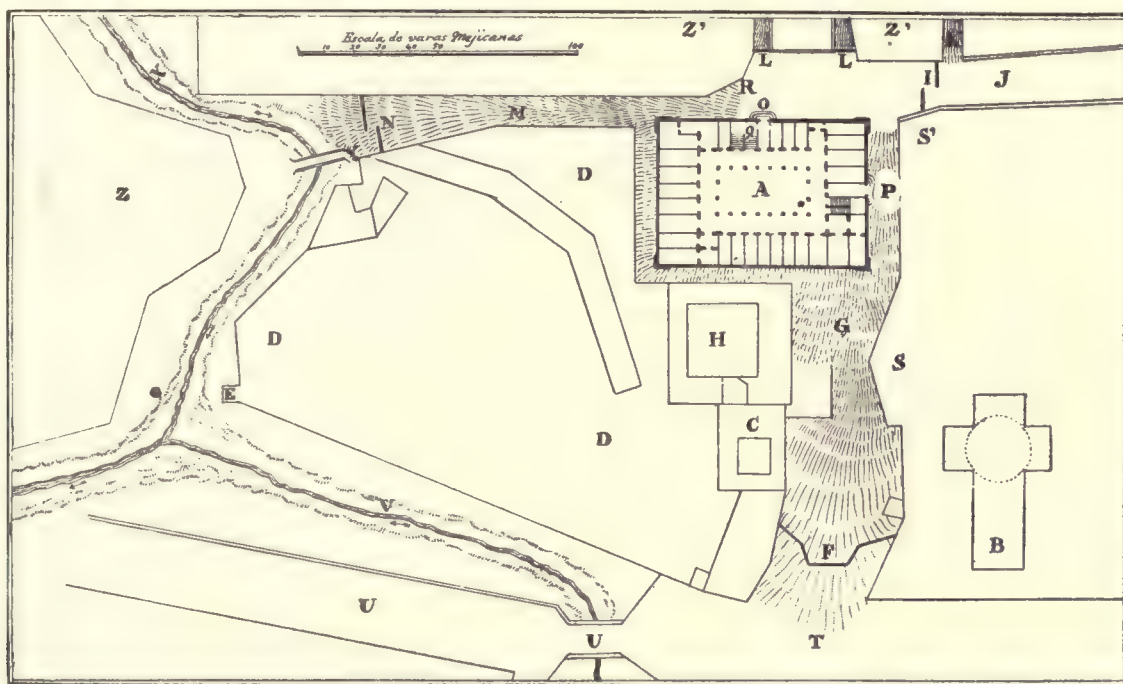 Z' Z'
Escala de varas Mejicanas
10 20 30 40 50 100
L L
X I J
R
N M O
Q S'
Z D A P
G
D H S
E
D C
V
F B
U
U T